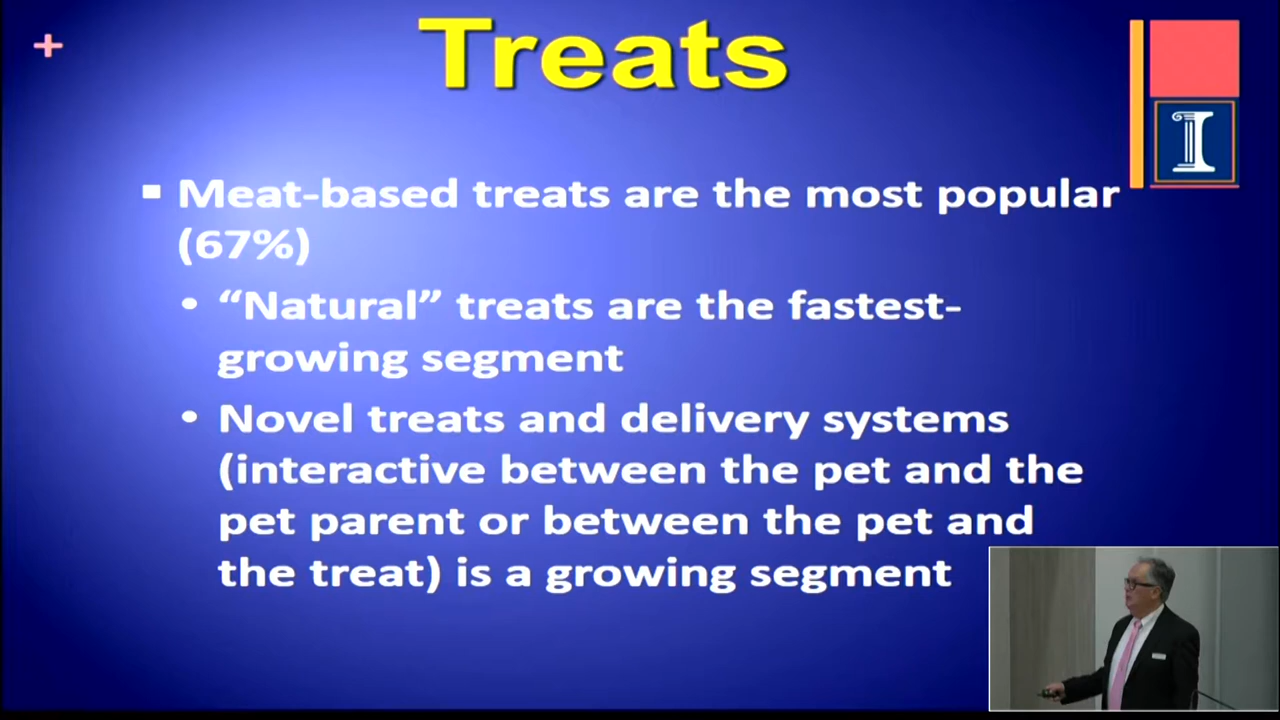 Treats
Meat-based treats are the most popular
(67%)
“Natural” treats are the fastest-
growing segment
Novel treats and delivery systems
(interactive between the pet and the
pet parent or between the pet and
the treat) is a growing segment